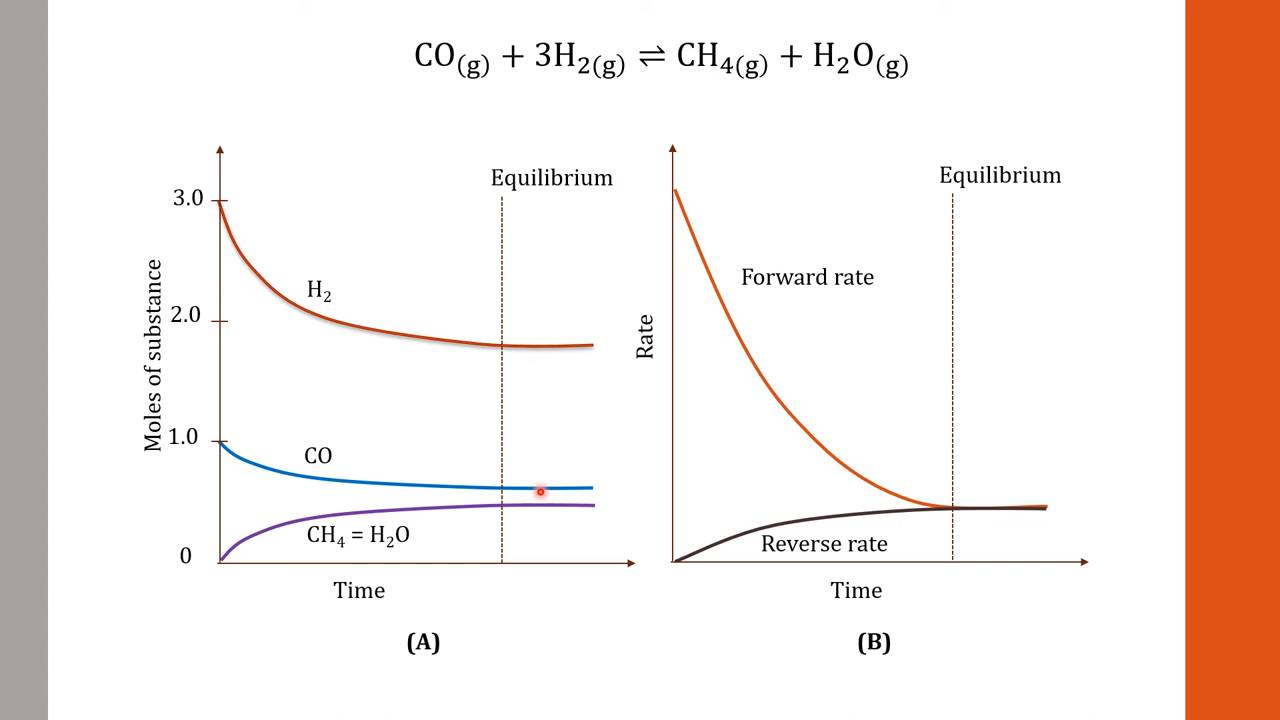 CO(g) + 3H₂(g) ⇌ CH₄(g) + H₂O(g)
Equilibrium
3.0
H₂
2.0
Moles of substance
1.0
CO
CH₄ = H₂O
0
Time
(A)
Equilibrium
Forward rate
Rate
Reverse rate
Time
(B)